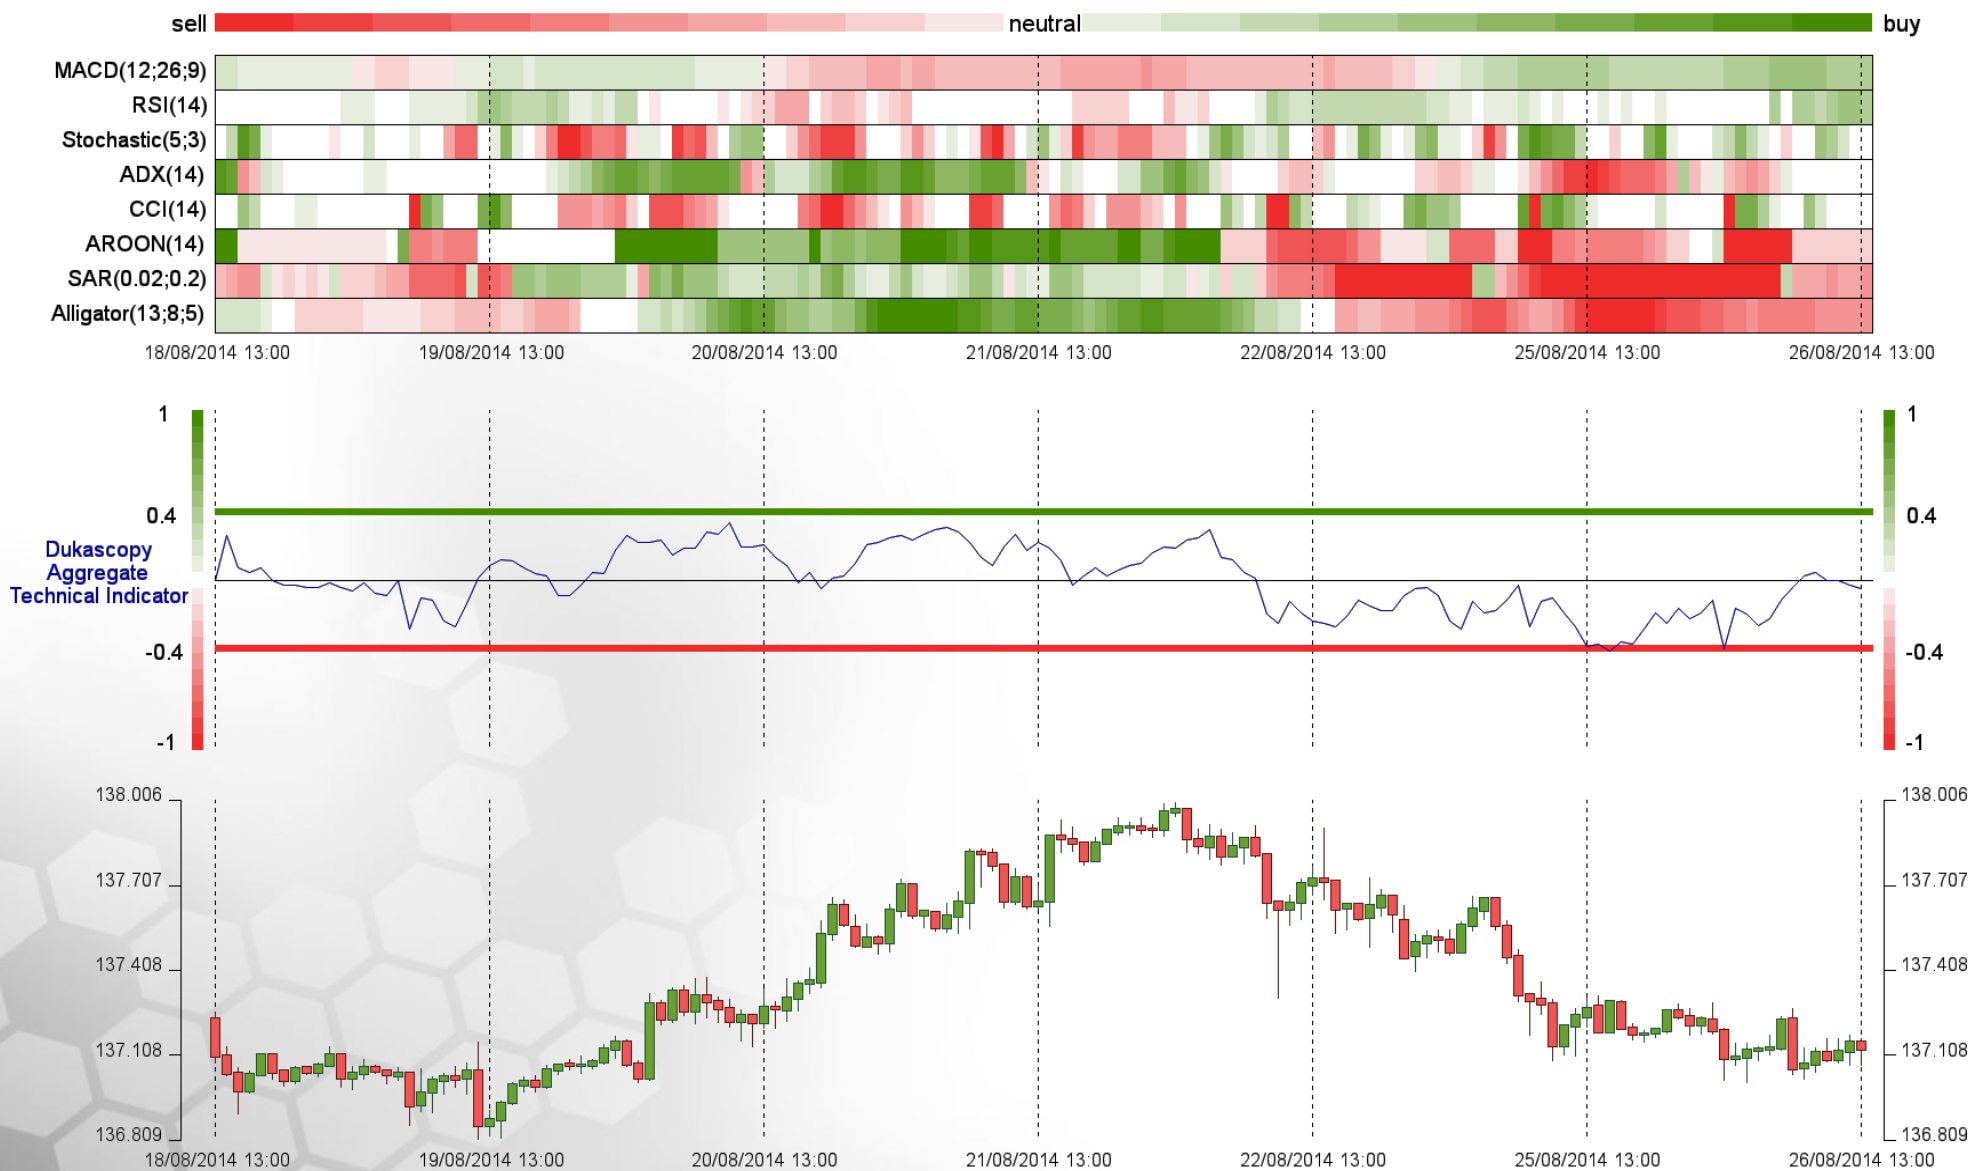 sell neutral buy
MACD(12;26;9)
RSI(14)
Stochastic(5;3)
ADX(14)
CCI(14)
AROON(14)
SAR(0.02;0.2)
Alligator(13;8;5)
18/08/2014 13:00 19/08/2014 13:00 20/08/2014 13:00 21/08/2014 13:00 22/08/2014 13:00 25/08/2014 13:00 26/08/2014 13:00
1 1
0.4 0.4
Dukascopy
Aggregate
Technical Indicator
-0.4 -0.4
-1 -1
138.006 138.006
137.707 137.707
137.408 137.408
137.108 137.108
136.809 136.809
18/08/2014 13:00 19/08/2014 13:00 20/08/2014 13:00 21/08/2014 13:00 22/08/2014 13:00 25/08/2014 13:00 26/08/2014 13:00